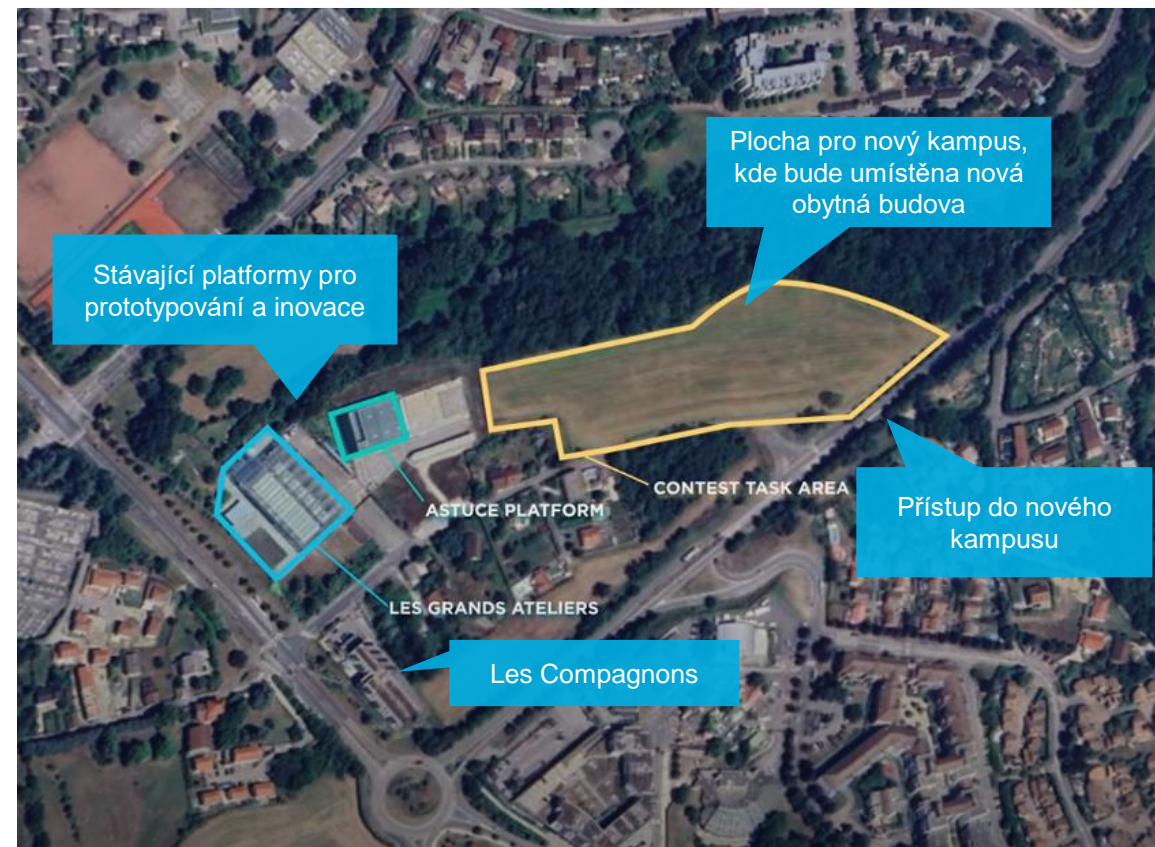 Plocha pro nový kampus,
kde bude umístěna nová
obytná budova
Stávající platformy pro
prototypování a inovace
CONTEST TASK AREA
ASTUCE PLATFORM
Přístup do nového
kampusu
LES GRANDS ATELIERS
Les Compagnons